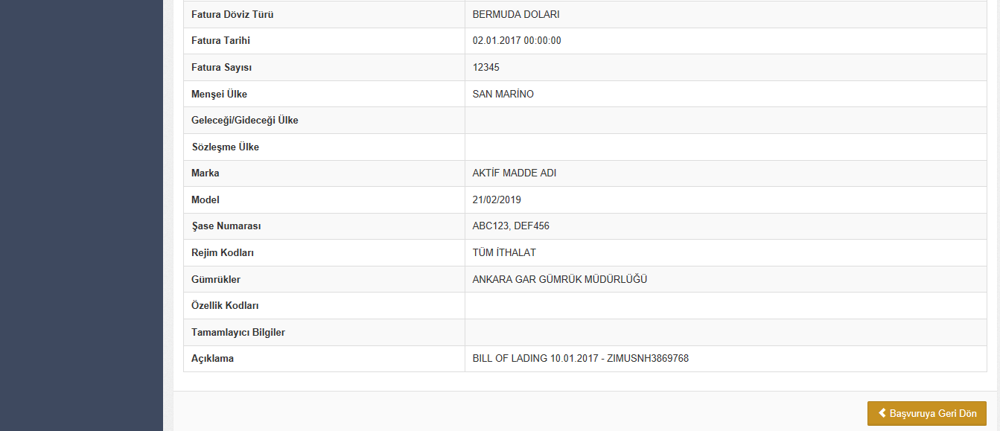 Fatura Döviz Türü BERMUDA DOLARI
Fatura Tarihi 02.01.2017 00:00:00
Fatura Sayısı 12345
Menşei Ülke SAN MARİNO
Geleceği/Gideceği Ülke
Sözleşme Ülke
Marka AKTİF MADDE ADI
Model 21/02/2019
Şase Numarası ABC123, DEF456
Rejim Kodları TÜM İTHALAT
Gümrükler ANKARA GAR GÜMRÜK MÜDÜRLÜĞÜ
Özellik Kodları
Tamamlayıcı Bilgiler
Açıklama BILL OF LADING 10.01.2017 - ZIMUSNH3869768
Başvuruya Geri Dön